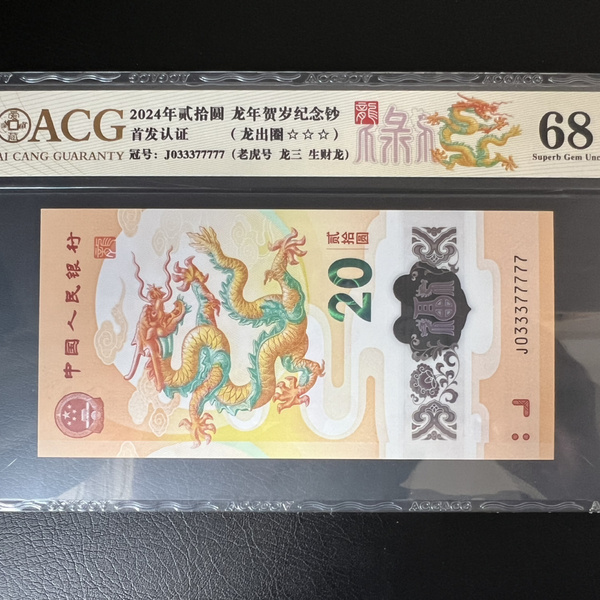 ACG
AI CANG GUARANTY
2024年贰拾圆 龙年贺岁纪念钞
首发认证 （龙出圈☆☆☆）
冠号：J033377777（老虎号 龙三 生财龙）
68
Superb Gem Unc
中国人民银行
贰拾圆
20
J033377777